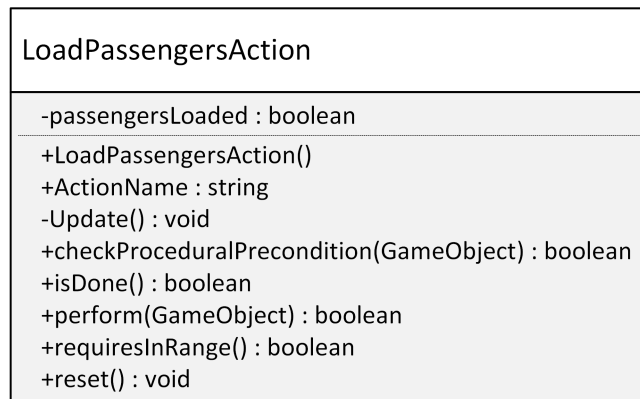 LoadPassengersAction
-passengersLoaded : boolean
+LoadPassengersAction()
+ActionName : string
-Update() : void
+checkProceduralPrecondition(GameObject) : boolean
+isDone() : boolean
+perform(GameObject) : boolean
+requiresInRange() : boolean
+reset() : void